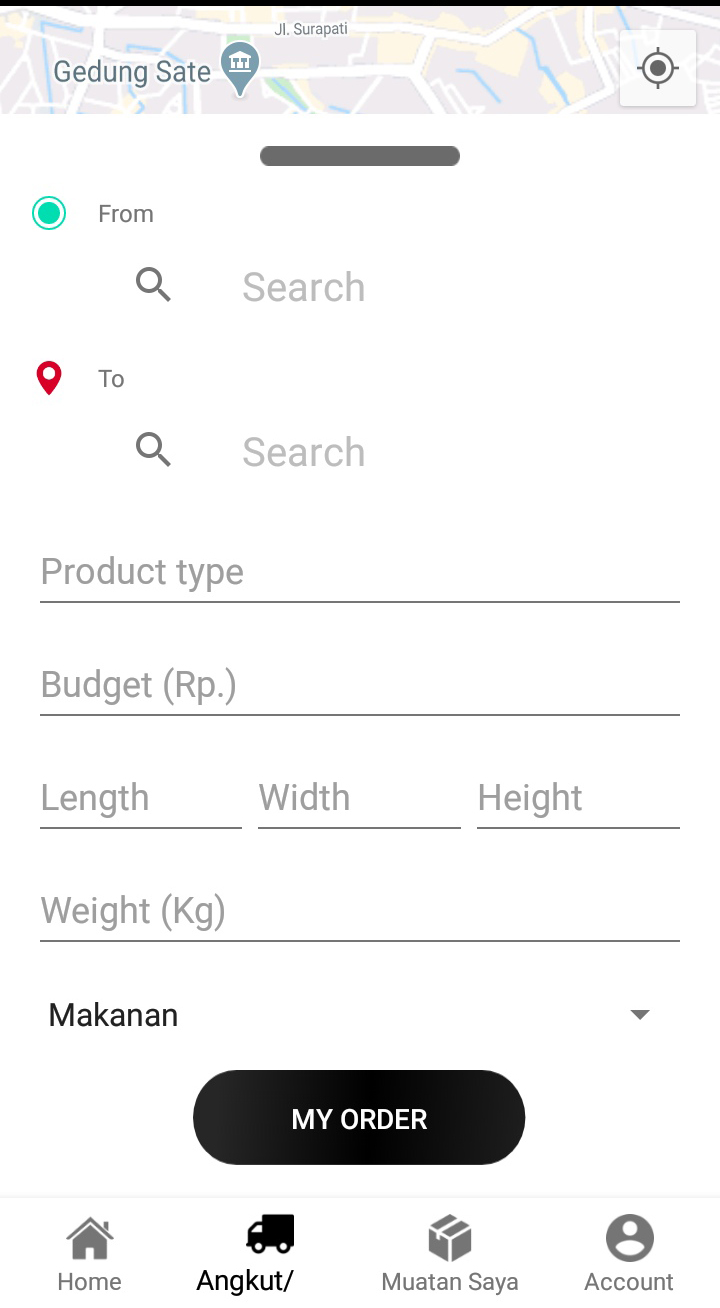 Jl. Surapati
Gedung Sate
From
Search
To
Search
Product type
Budget (Rp.)
Length Width Height
Weight (Kg)
Makanan
MY ORDER
Home Angkut/ Muatan Saya Account